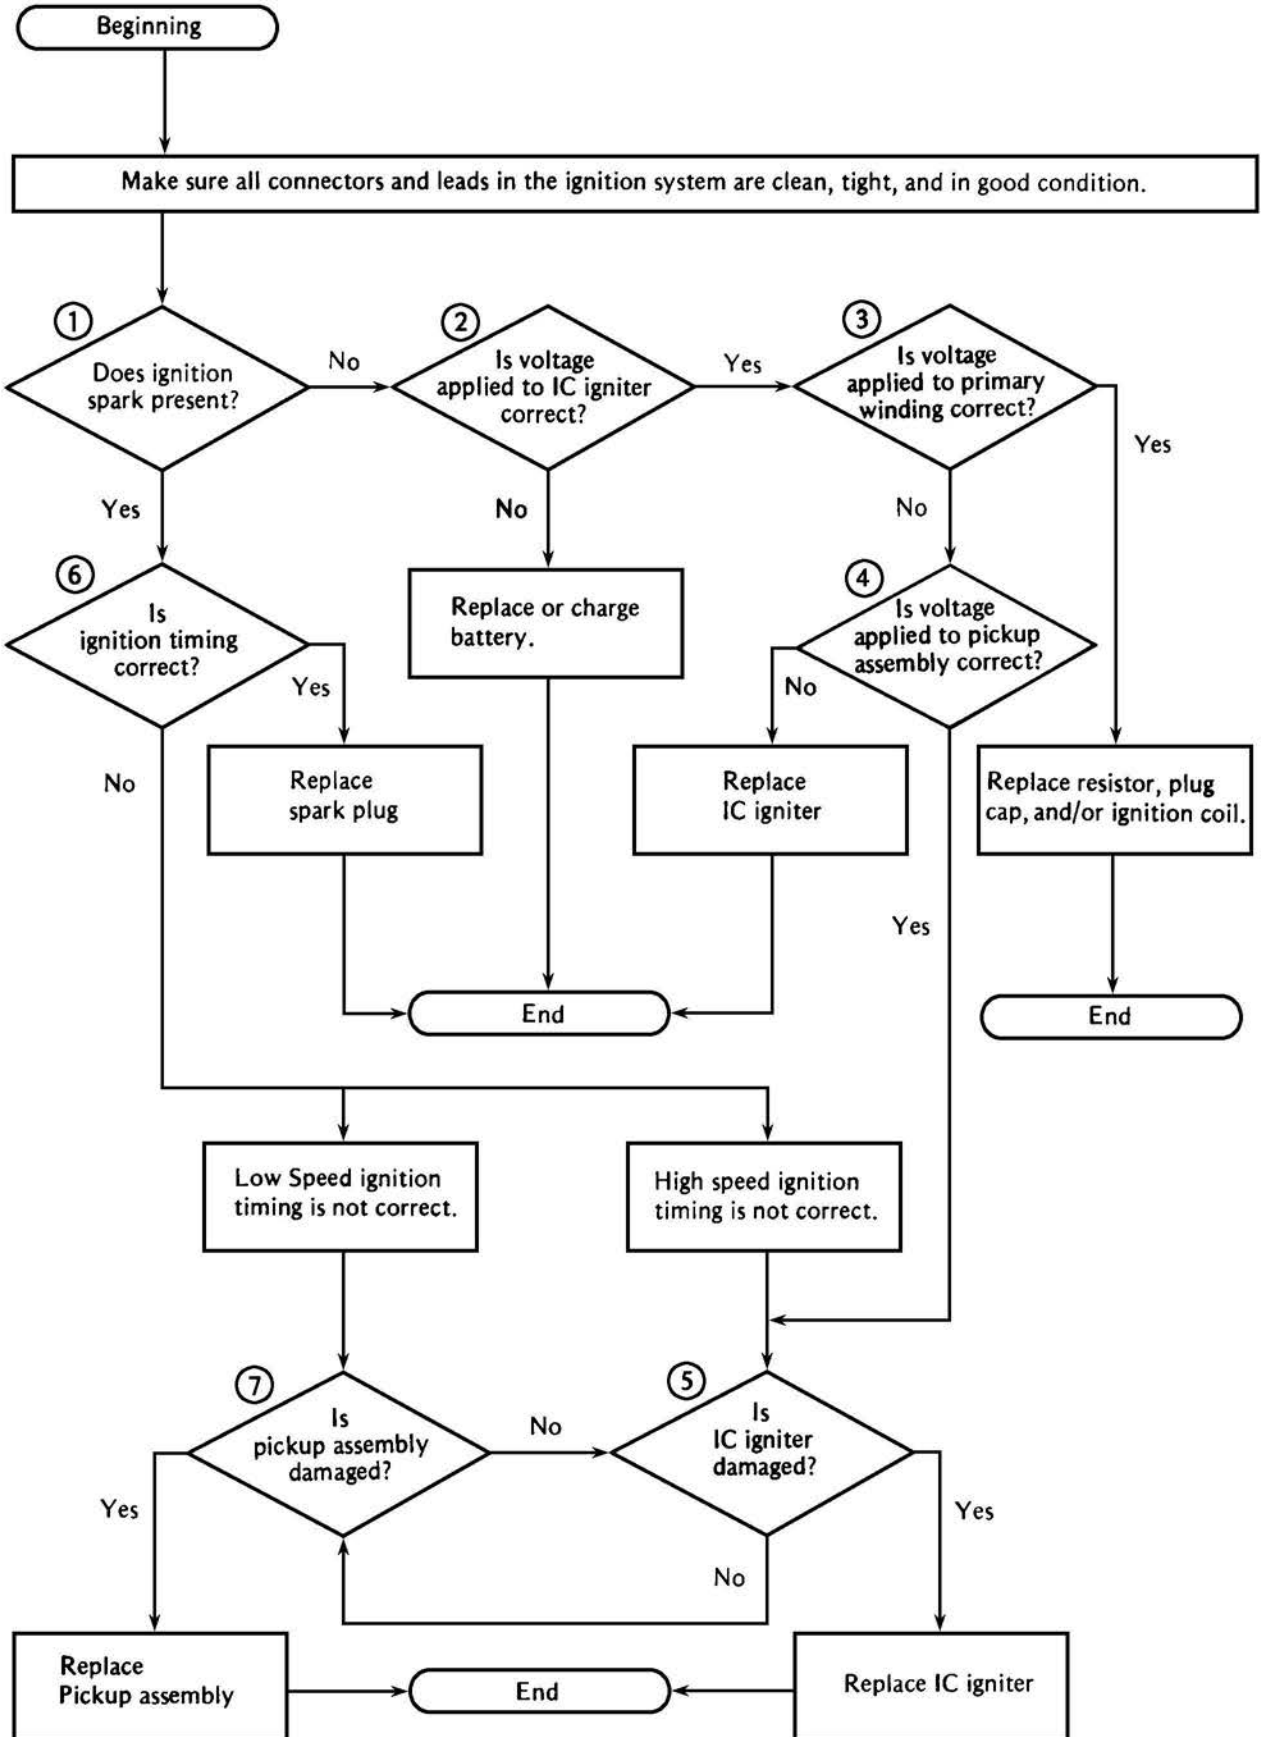 Beginning
Make sure all connectors and leads in the ignition system are clean, tight, and in good condition.
1
Does ignition
spark present?
No
Yes
2
Is voltage
applied to IC igniter
correct?
Yes
No
3
Is voltage
applied to primary
winding correct?
Yes
No
6
Is
ignition timing
correct?
Yes
No
Replace or charge
battery.
4
Is voltage
applied to pickup
assembly correct?
No
Yes
Replace
spark plug
Replace
IC igniter
Replace resistor, plug
cap, and/or ignition coil.
End
End
Low Speed ignition
timing is not correct.
High speed ignition
timing is not correct.
7
Is
pickup assembly
damaged?
No
Yes
5
Is
IC igniter
damaged?
Yes
No
Replace
Pickup assembly
End
Replace IC igniter